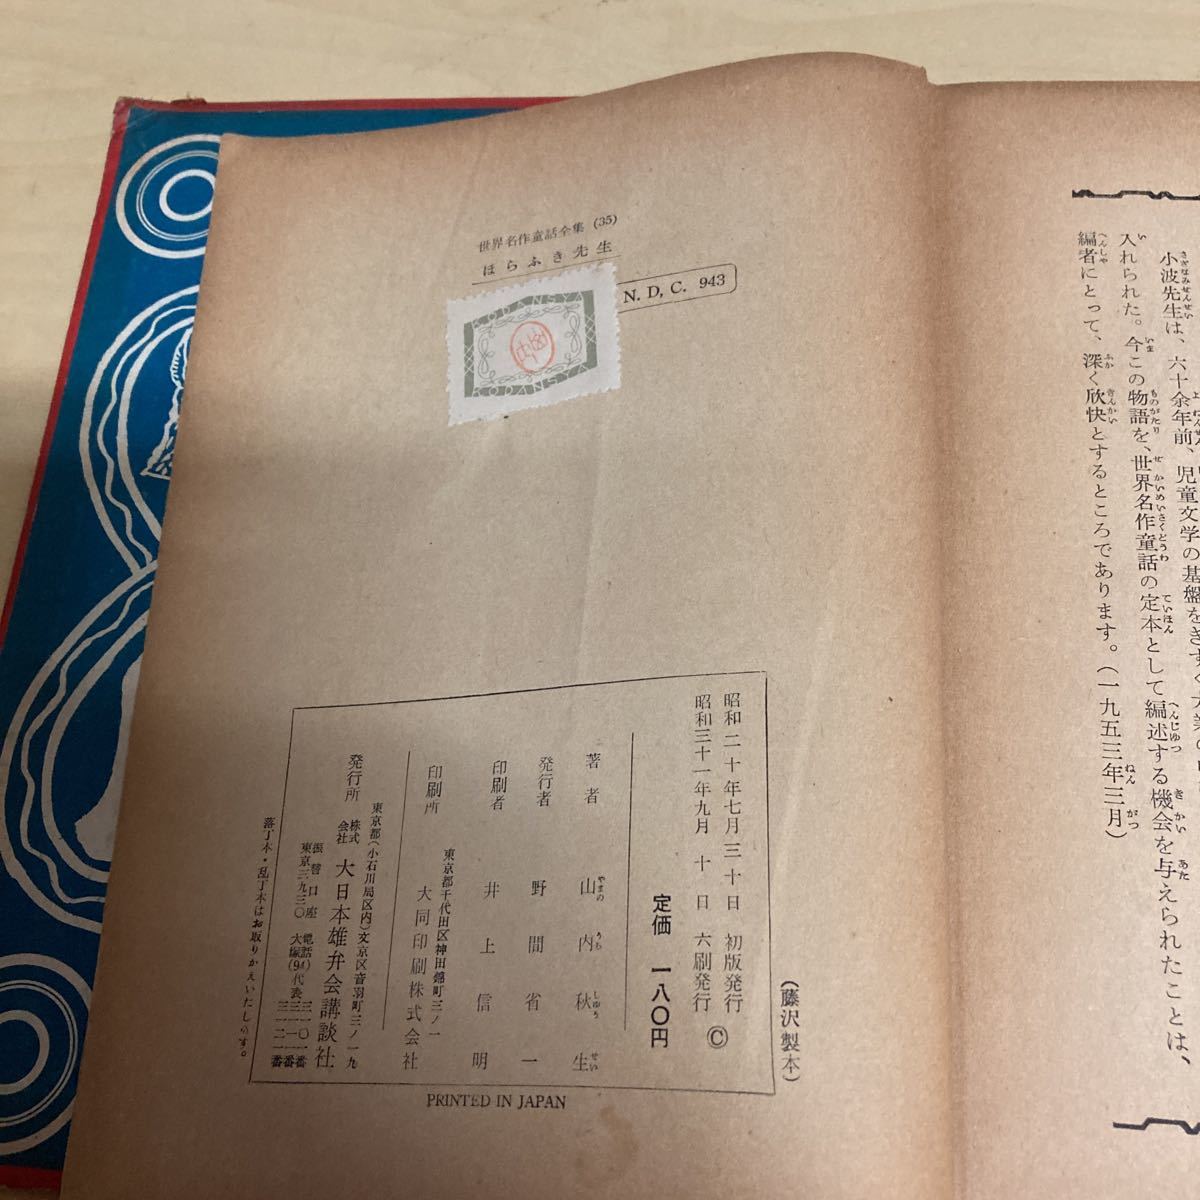 小波先生は、六十余年前、児童文学の基盤をきず
入れられた。今この物語を、世界名作童話の定本として編述する機会を与えられたことは、
編者にとって、深く欣快とするところであります。(一九五三年三月)
世界名作童話全集 (35)
ほらふき先生
N. D. C. 943
KODANSYA
KODANSYA
(藤沢製本)
昭和二十年七月三十日 初版発行
昭和三十一年九月 十 日 六刷発行 ©
定価 一八〇円
著者 山内秋生
発行者 野間省一
印刷者 井上信明
東京都千代田区神田錦町三ノ一
印刷所 大同印刷株式会社
東京都(小石川局区内)文京区音羽町三ノ一九
発行所 株式会社 大日本雄弁会講談社
振替口座 東京三九三〇
電話 大塚(94)代表
落丁本・乱丁本はお取りかえいたします。
PRINTED IN JAPAN